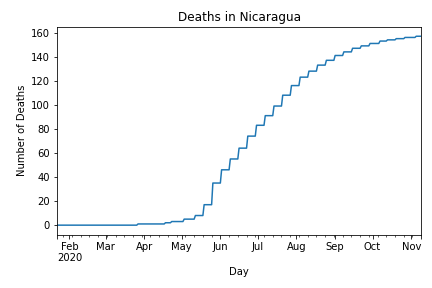 Deaths in Nicaragua
Number of Deaths
160
140
120
100
80
60
40
20
0
Feb Mar Apr May Jun Jul Aug Sep Oct Nov
2020
Day